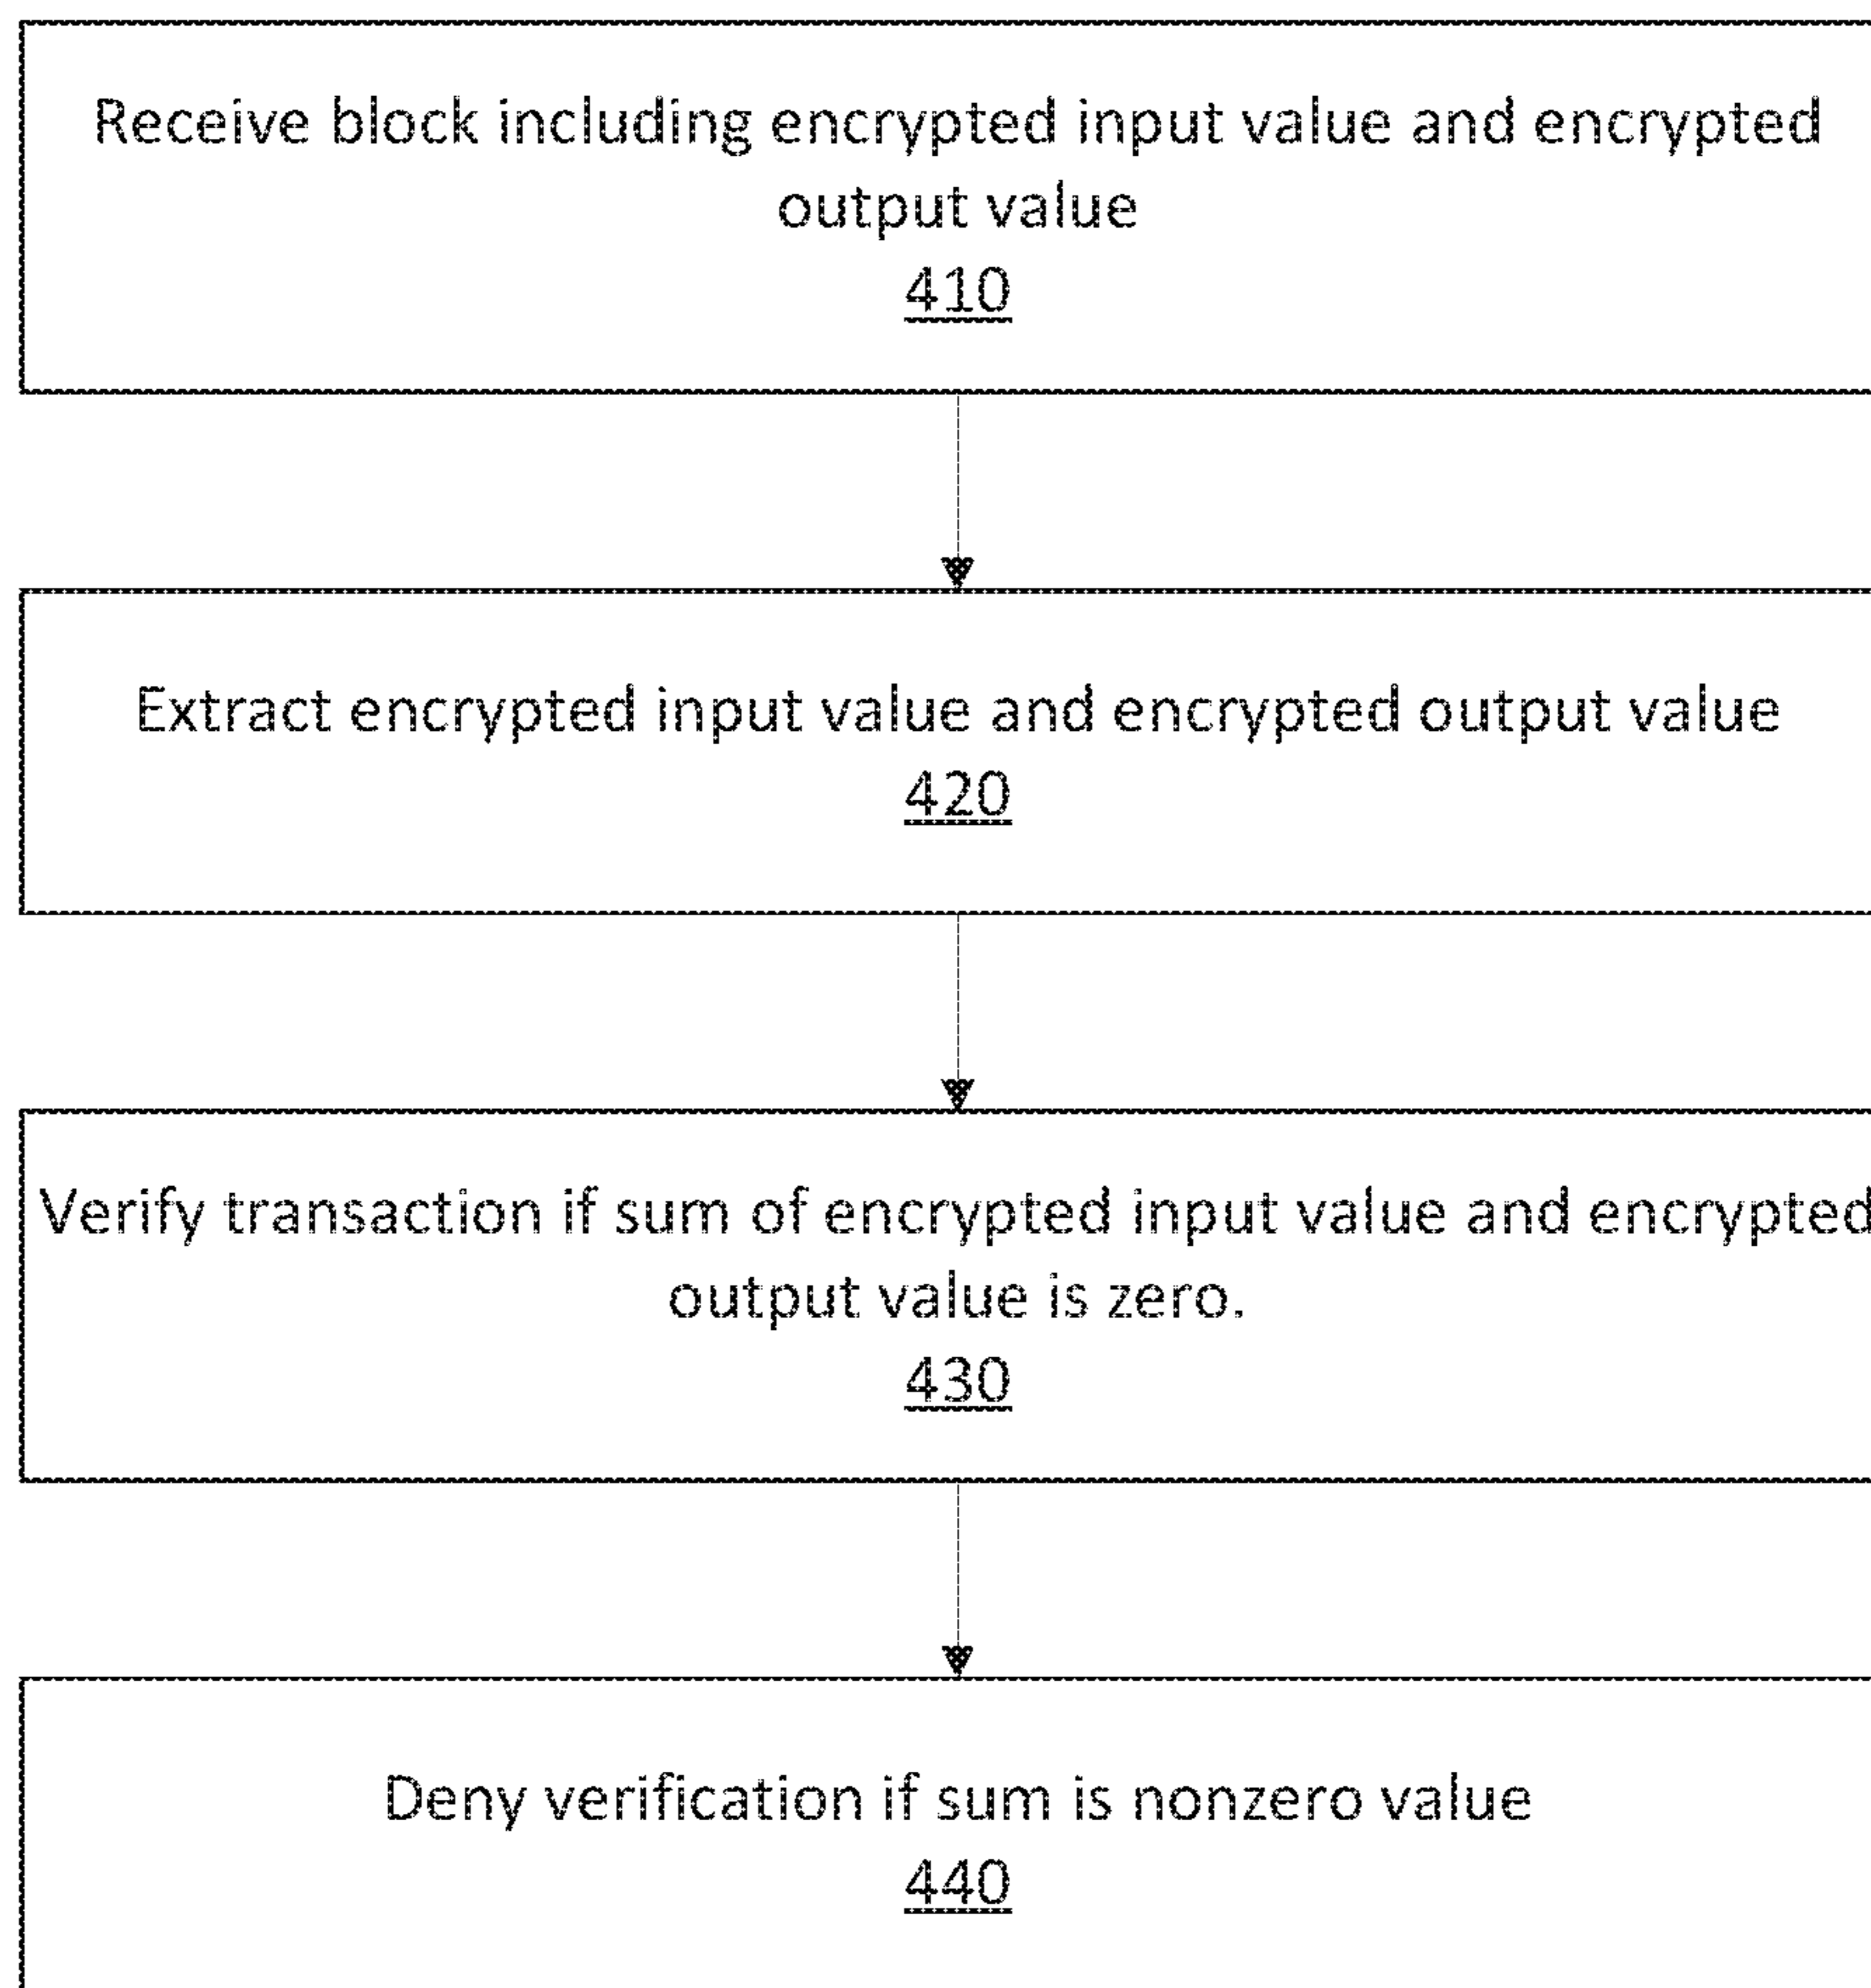 Receive block including encrypted input value and encrypted
output value
410
Extract encrypted input value and encrypted output value
420
Verify transaction if sum of encrypted input value and encrypted
output value is zero.
430
Deny verification if sum is nonzero value
440